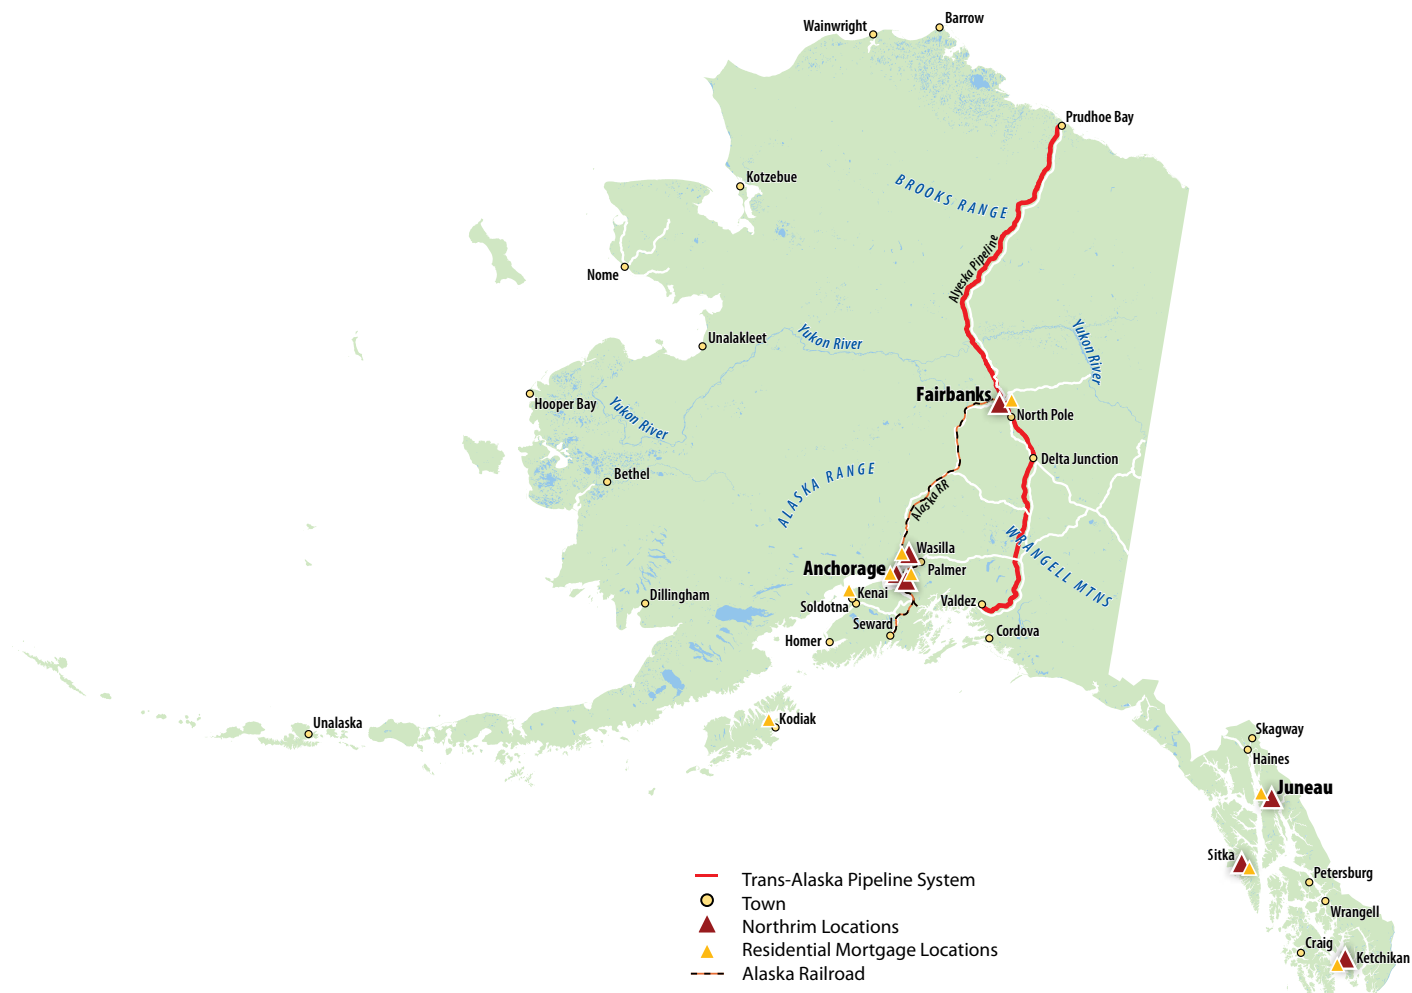 Barrow
Wainwright
Prudhoe Bay
Kotzebue
BROOKS RANGE
Alyeska Pipeline
Nome
Unalakleet
Yukon River
Yukon River
Fairbanks
Hooper Bay
Yukon River
North Pole
Delta Junction
Bethel
ALASKA RANGE
Alaska RR
WRANGELL MTNS
Wasilla
Anchorage
Palmer
Dillingham
Kenai
Soldotna
Valdez
Seward
Cordova
Homer
Unalaska
Kodiak
Skagway
Haines
Juneau
Sitka
Petersburg
Wrangell
Craig
Ketchikan
Trans-Alaska Pipeline System
Town
Northrim Locations
Residential Mortgage Locations
Alaska Railroad